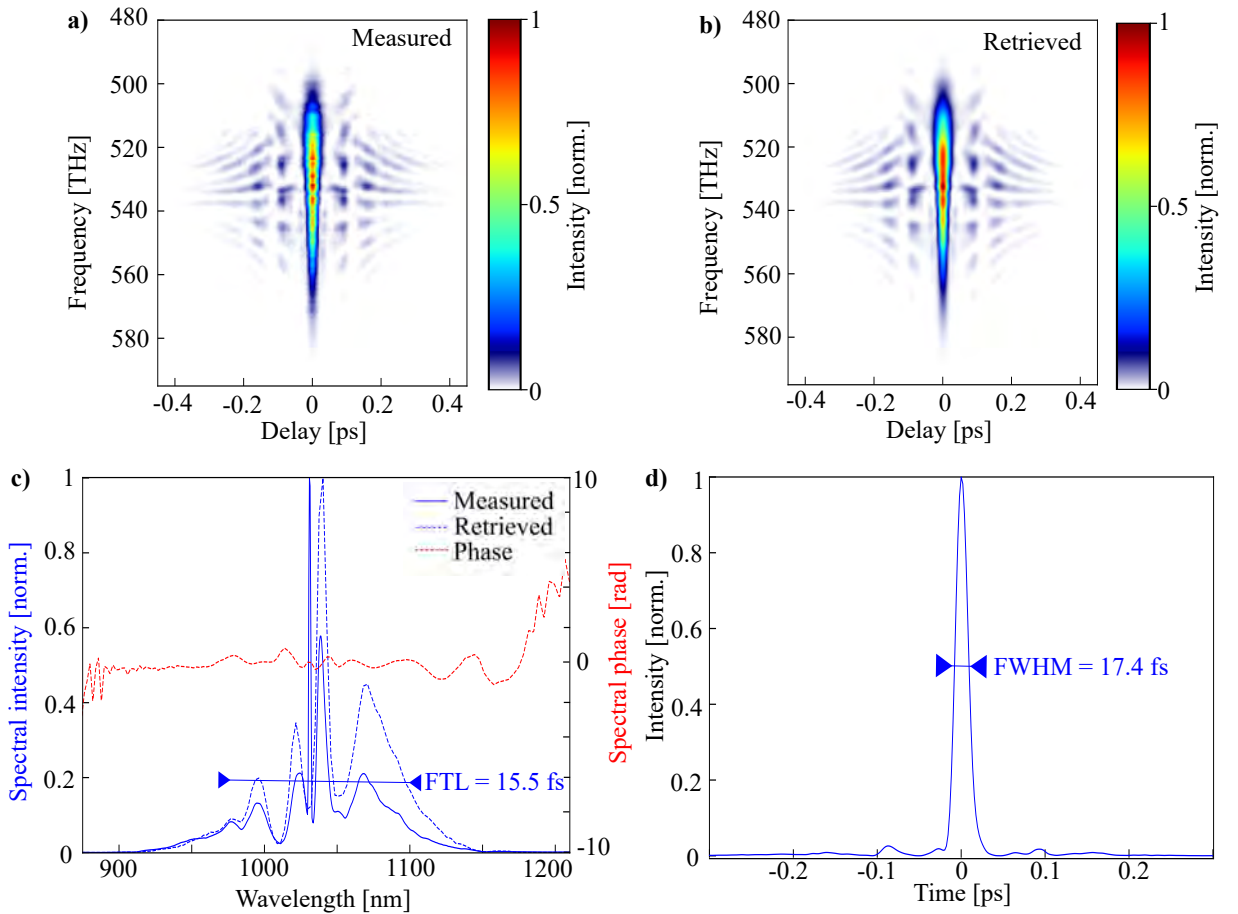 a)
Measured
480
500
520
540
560
580
Frequency [THz]
-0.4
-0.2
0
0.2
0.4
Delay [ps]
1
0.5
0
Intensity [norm.]
b)
Retrieved
480
500
520
540
560
580
Frequency [THz]
-0.4
-0.2
0
0.2
0.4
Delay [ps]
1
0.5
0
Intensity [norm.]
c)
1
0.8
0.6
0.4
0.2
0
Spectral intensity [norm.]
Measured
Retrieved
Phase
FTL = 15.5 fs
10
0
-10
Spectral phase [rad]
900
1000
1100
1200
Wavelength [nm]
d)
1
0.8
0.6
0.4
0.2
0
Intensity [norm.]
FWHM = 17.4 fs
-0.2
-0.1
0
0.1
0.2
Time [ps]